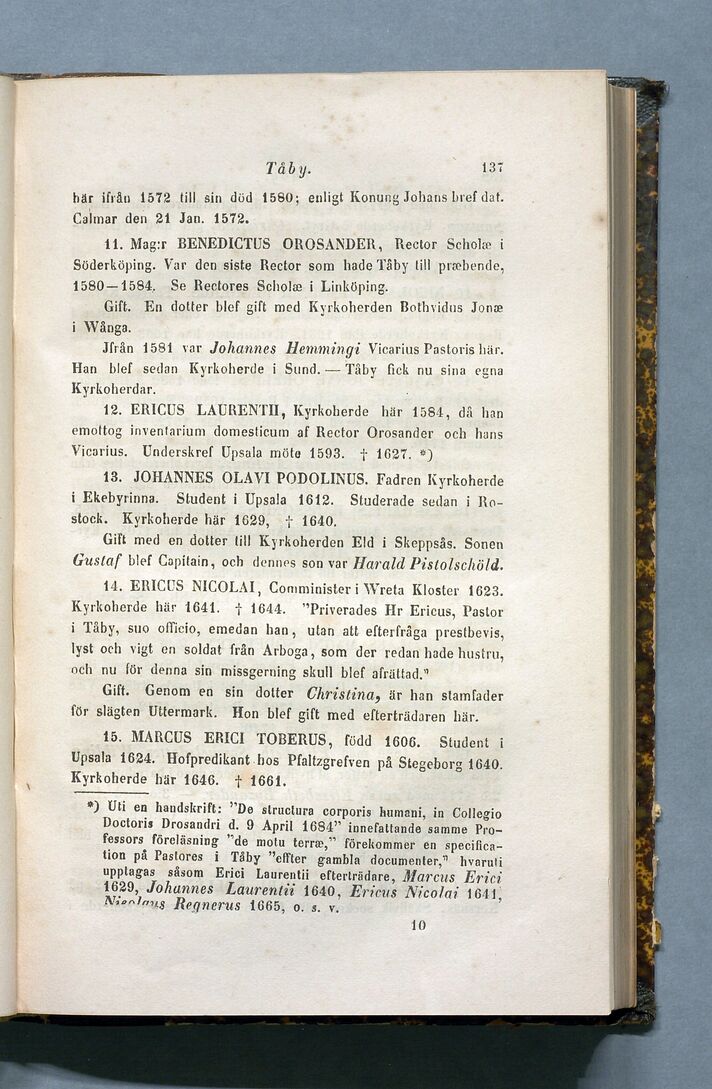 Tåby. 137
här ifrån 1572 till sin död 1580; enligt Konung Johans bref dat.
Calmar den 21 Jan. 1572.
11. Mag:r BENEDICTUS OROSANDER, Rector Scholæ i
Söderköping. Var den siste Rector som hade Tåby till præbende,
1580—1584. Se Rectores Scholæ i Linköping.
Gift. En dotter blef gift med Kyrkoherden Bothvidus Jonæ
i Wånga.
Jfrån 1581 var Johannes Hemmingi Vicarius Pastoris här.
Han blef sedan Kyrkoherde i Sund. — Tåby fick nu sina egna
Kyrkoherdar.
12. ERICUS LAURENTII, Kyrkoherde här 1584, då han
emottog inventarium domesticum af Rector Orosander och hans
Vicarius. Underskref Upsala möte 1593. † 1627. *)
13. JOHANNES OLAVI PODOLINUS. Fadren Kyrkoherde
i Ekebyrinna. Student i Upsala 1612. Studerade sedan i Ro-
stock. Kyrkoherde här 1629, † 1640.
Gift med en dotter till Kyrkoherden Eld i Skeppsås. Sonen
Gustaf blef Capitain, och dennes son var Harald Pistolschöld.
14. ERICUS NICOLAI, Comminister i Wreta Kloster 1623.
Kyrkoherde här 1641. † 1644. "Priverades Hr Ericus, Pastor
i Tåby, suo officio, emedan han, utan att efterfråga prestbevis,
lyst och vigt en soldat från Arboga, som der redan hade hustru,
och nu för denna sin missgerning skull blef afrättad."
Gift. Genom en sin dotter Christina, är han stamfader
för slägten Uttermark. Hon blef gift med efterträdaren här.
15. MARCUS ERICI TOBERUS, född 1606. Student i
Upsala 1624. Hofpredikant hos Pfaltzgrefven på Stegeborg 1640.
Kyrkoherde här 1646. † 1661.
*) Uti en handskrift: "De structura corporis humani, in Collegio
Doctoris Drosandri d. 9 April 1684" innefattande samme Pro-
fessors föreläsning "de motu terræ," förekommer en specifica-
tion på Pastores i Tåby "effter gambla documenter," hvaruti
upptagas såsom Erici Laurentii efterträdare, Marcus Erici
1629, Johannes Laurentii 1640, Ericus Nicolai 1641,
Nicolaus Regnerus 1665, o. s. v.
10